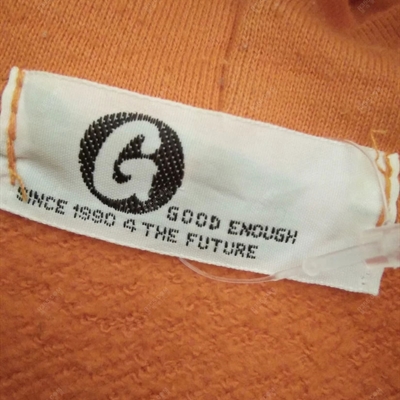 G
GOOD ENOUGH
SINCE 1990 4 THE FUTURE